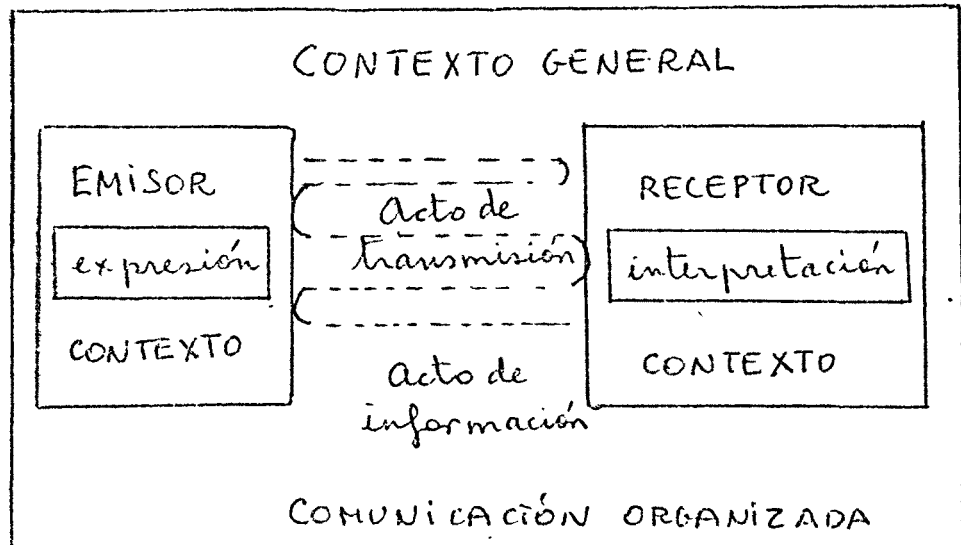 CONTEXTO GENERAL
EMISOR
expresión
CONTEXTO
Acto de
transmisión
acto de
información
RECEPTOR
interpretación
CONTEXTO
COMUNICACIÓN ORGANIZADA